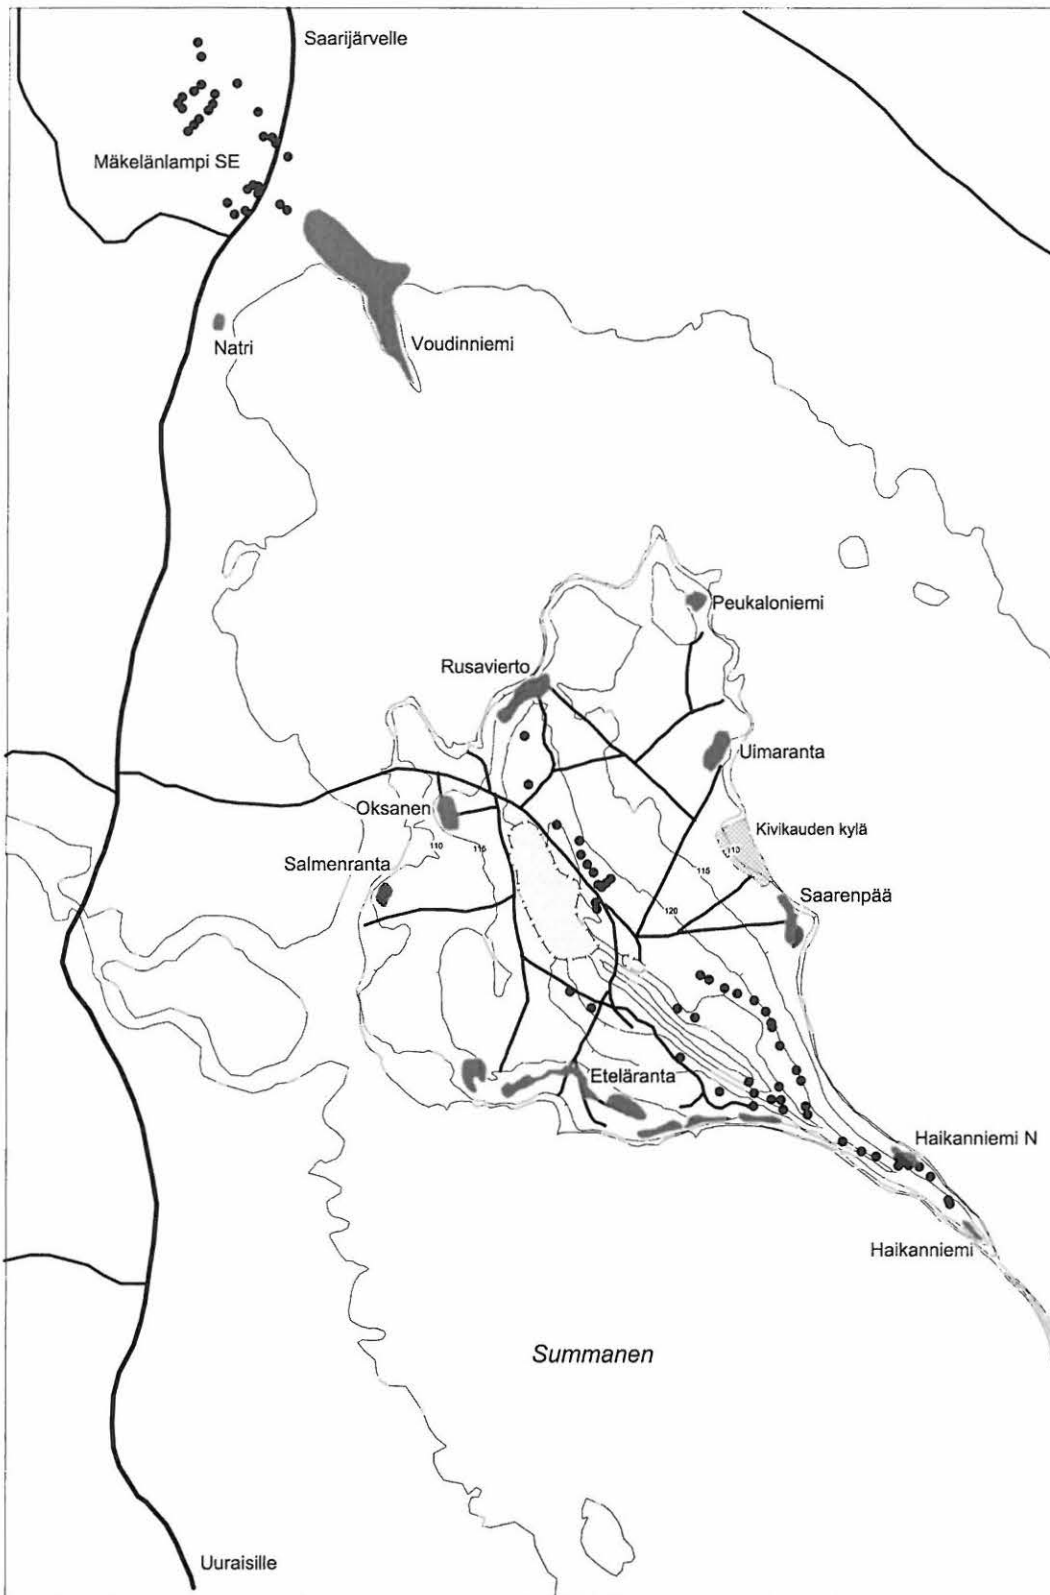 Saarijärvelle
Mäkelänlampi SE
Natri
Voudinniemi
Peukaloniemi
Rusavierto
Uimaranta
Oksanen
Kivikauden kylä
110
115
110
Salmenranta
115
Saarenpää
120
Eteläranta
Haikanniemi N
Haikanniemi
Summanen
Uuraisille